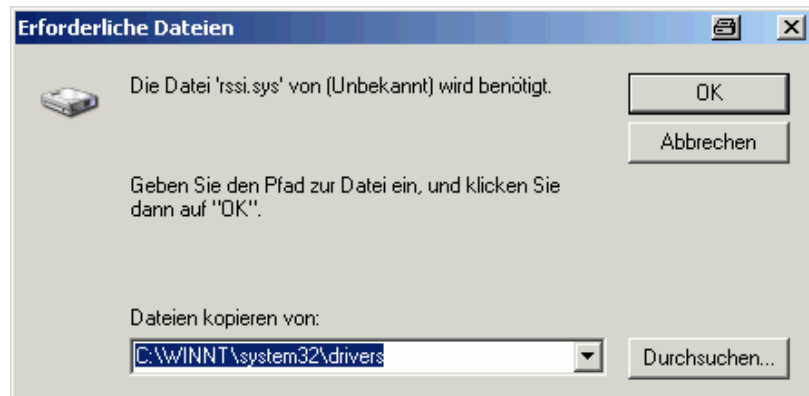 Erforderliche Dateien
Die Datei 'rssi.sys' von (Unbekannt) wird benötigt.
OK
Abbrechen
Geben Sie den Pfad zur Datei ein, und klicken Sie
dann auf "OK".
Dateien kopieren von:
C:\WINNT\system32\drivers
Durchsuchen...